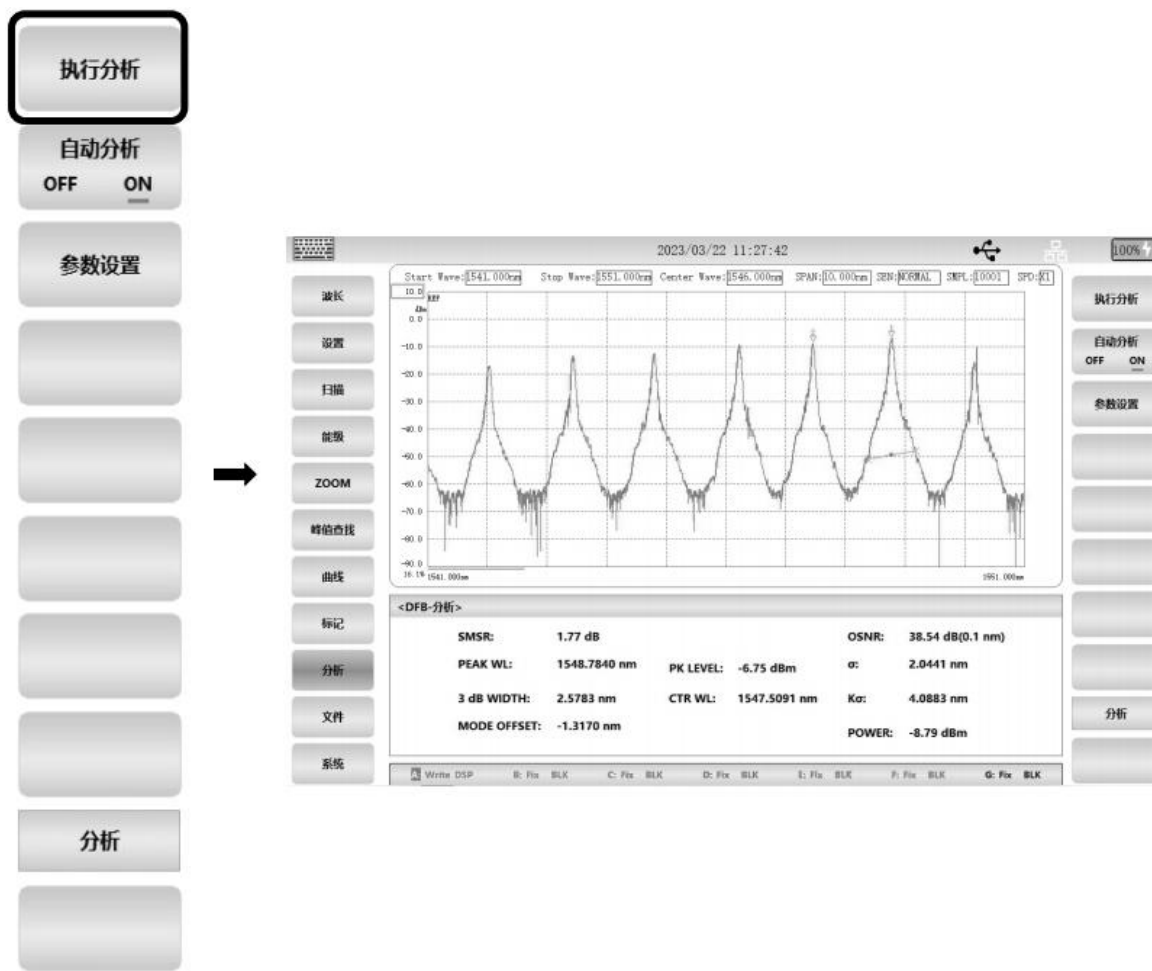 执行分析
自动分析
OFF ON
参数设置
分析
2023/03/22 11:27:42
100%
Start Wave:1541.000nm Stop Wave:1551.000nm Center Wave:1546.000nm SPAN:10.000nm SEN:NORMAL SMPL:10001 SPD:X1
波长
设置
扫描
能级
ZOOM
峰值查找
曲线
标记
分析
文件
系统
10.0 REF
dBm
0.0
-10.0
-20.0
-30.0
-40.0
-50.0
-60.0
-70.0
-80.0
-90.0
16.1% 1541.000nm 1551.000nm
<DFB-分析>
SMSR: 1.77 dB OSNR: 38.54 dB(0.1 nm)
PEAK WL: 1548.7840 nm PK LEVEL: -6.75 dBm σ: 2.0441 nm
3 dB WIDTH: 2.5783 nm CTR WL: 1547.5091 nm Kσ: 4.0883 nm
MODE OFFSET: -1.3170 nm POWER: -8.79 dBm
A: Write DSP B: Fix BLK C: Fix BLK D: Fix BLK E: Fix BLK F: Fix BLK G: Fix BLK
执行分析
自动分析
OFF ON
参数设置
分析